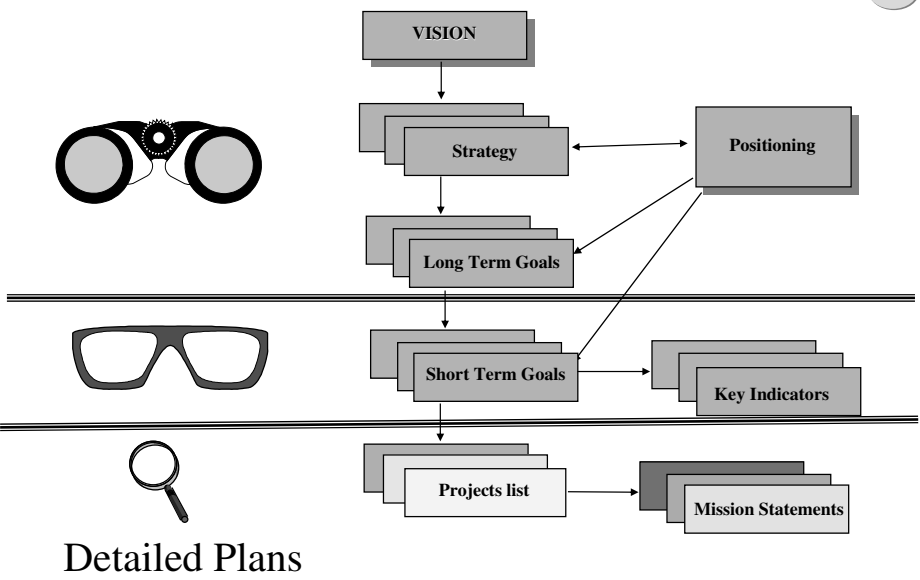 VISION
Strategy
Positioning
Long Term Goals
Short Term Goals
Key Indicators
Projects list
Mission Statements
Detailed Plans